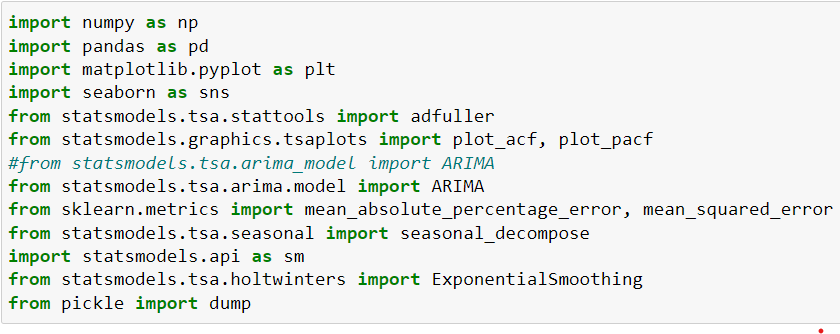 import numpy as np
import pandas as pd
import matplotlib.pyplot as plt
import seaborn as sns
from statsmodels.tsa.stattools import adfuller
from statsmodels.graphics.tsaplots import plot_acf, plot_pacf
#from statsmodels.tsa.arima_model import ARIMA
from statsmodels.tsa.arima.model import ARIMA
from sklearn.metrics import mean_absolute_percentage_error, mean_squared_error
from statsmodels.tsa.seasonal import seasonal_decompose
import statsmodels.api as sm
from statsmodels.tsa.holtwinters import ExponentialSmoothing
from pickle import dump